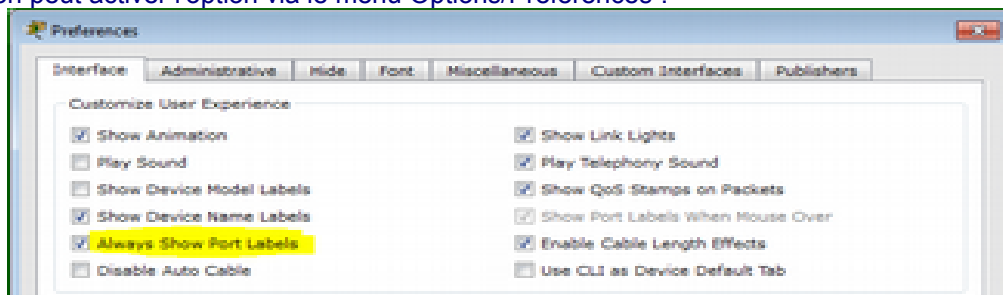 on peut activer l'option via le menu Options/Preferences :
Preferences
Interface Administrative Hide Font Miscellaneous Custom Interfaces Publishers
Customize User Experience
Show Animation
Show Link Lights
Play Sound
Play Telephony Sound
Show Device Model Labels
Show QoS Stamps on Packets
Show Device Name Labels
Show Port Labels When Mouse Over
Always Show Port Labels
Enable Cable Length Effects
Disable Auto Cable
Use CLI as Device Default Tab